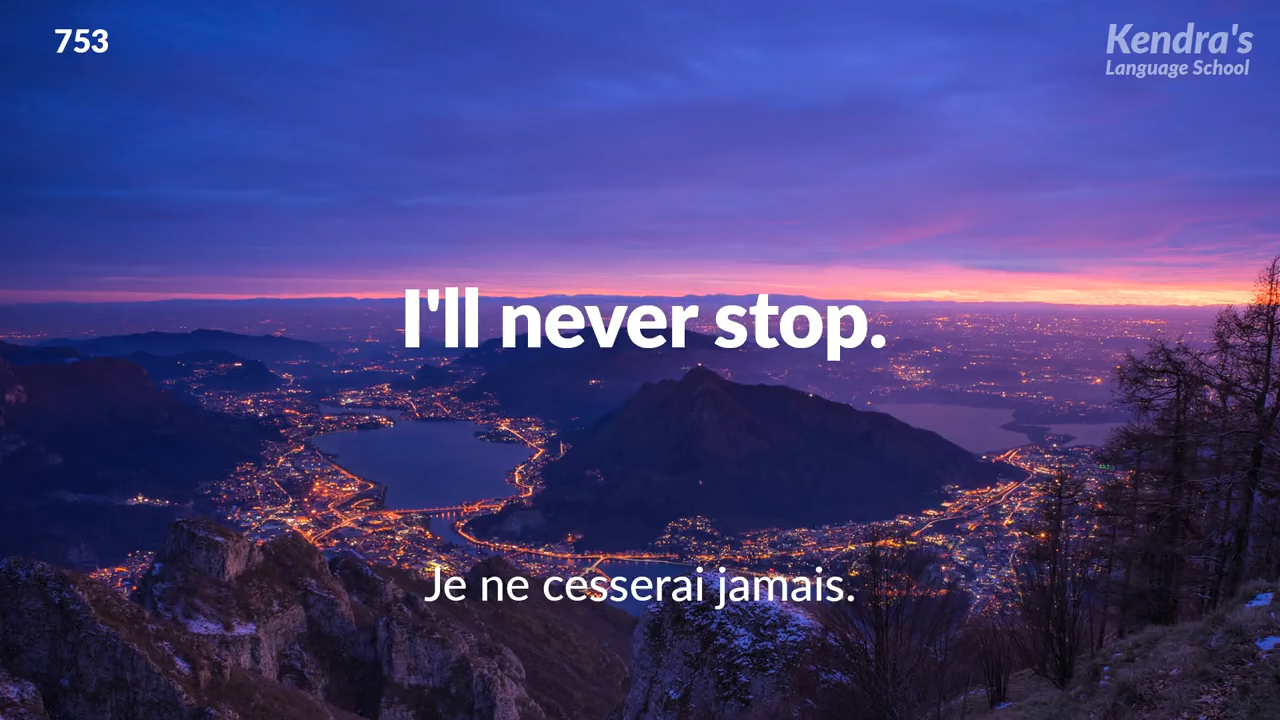 753
Kendra's
Language School
I'll never stop.
Je ne cesserai jamais.